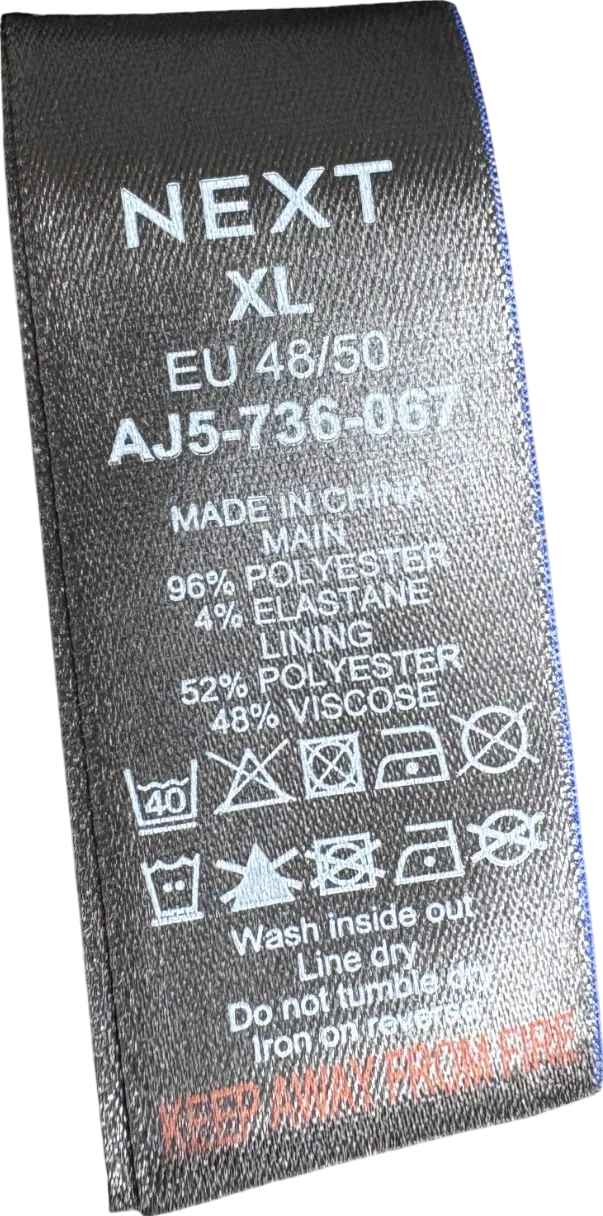 NEXT
XL
EU 48/50
AJ5-736-067
MADE IN CHINA
MAIN
96% POLYESTER
4% ELASTANE
LINING
52% POLYESTER
48% VISCOSE
40
Wash inside out
Line dry
Do not tumble dry
Iron on reverse
KEEP AWAY FROM FIRE